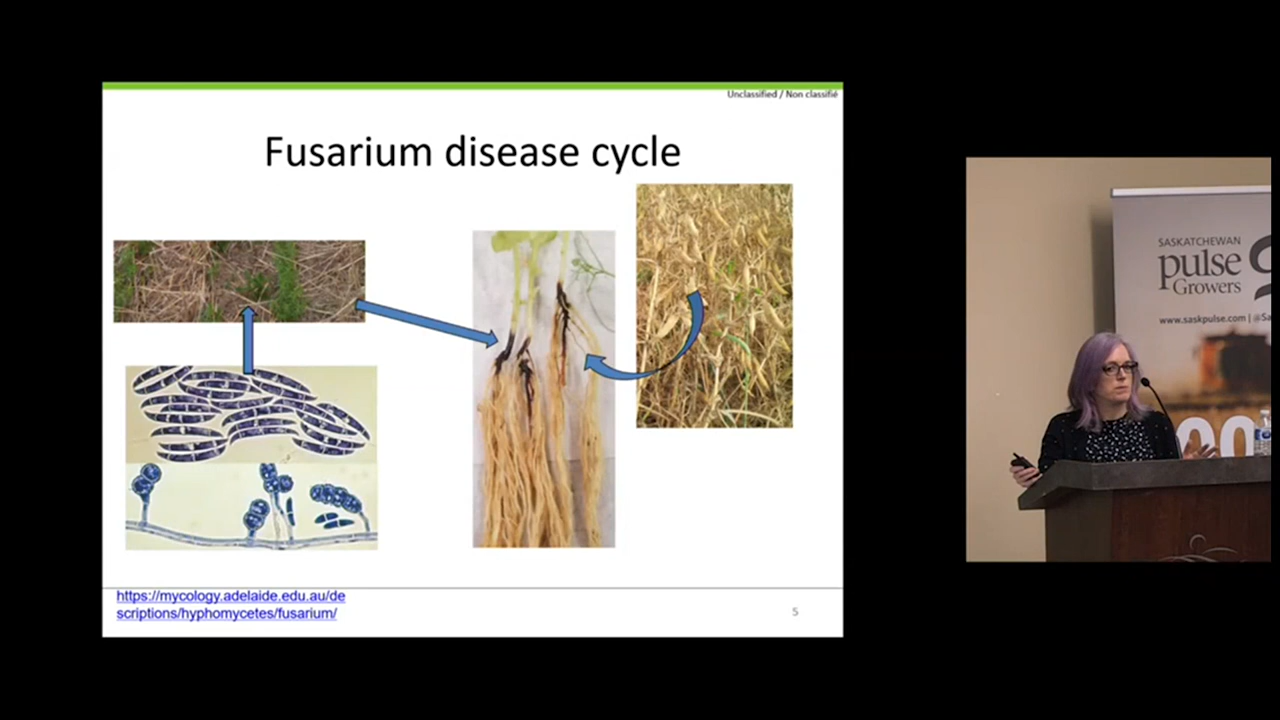 Unclassified / Non classifié
Fusarium disease cycle
https://mycology.adelaide.edu.au/de
scriptions/hyphomycetes/fusarium/
5
SASKATCHEWAN
pulse
Growers
www.saskpulse.com | @Sa
00